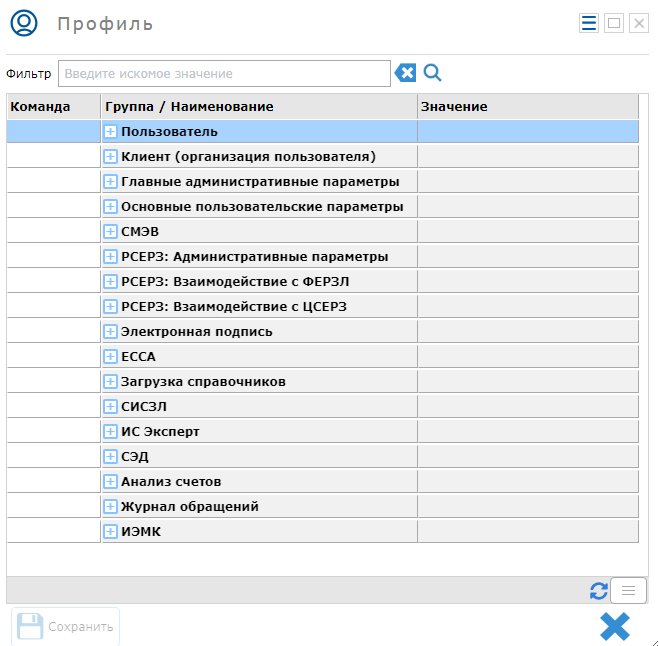 Профиль
Фильтр Введите искомое значение
Команда Группа / Наименование Значение
Пользователь
Клиент (организация пользователя)
Главные административные параметры
Основные пользовательские параметры
СМЭВ
РСЕРЗ: Административные параметры
РСЕРЗ: Взаимодействие с ФЕРЗЛ
РСЕРЗ: Взаимодействие с ЦСЕРЗ
Электронная подпись
ЕССА
Загрузка справочников
СИСЗЛ
ИС Эксперт
СЭД
Анализ счетов
Журнал обращений
ИЭМК
Сохранить